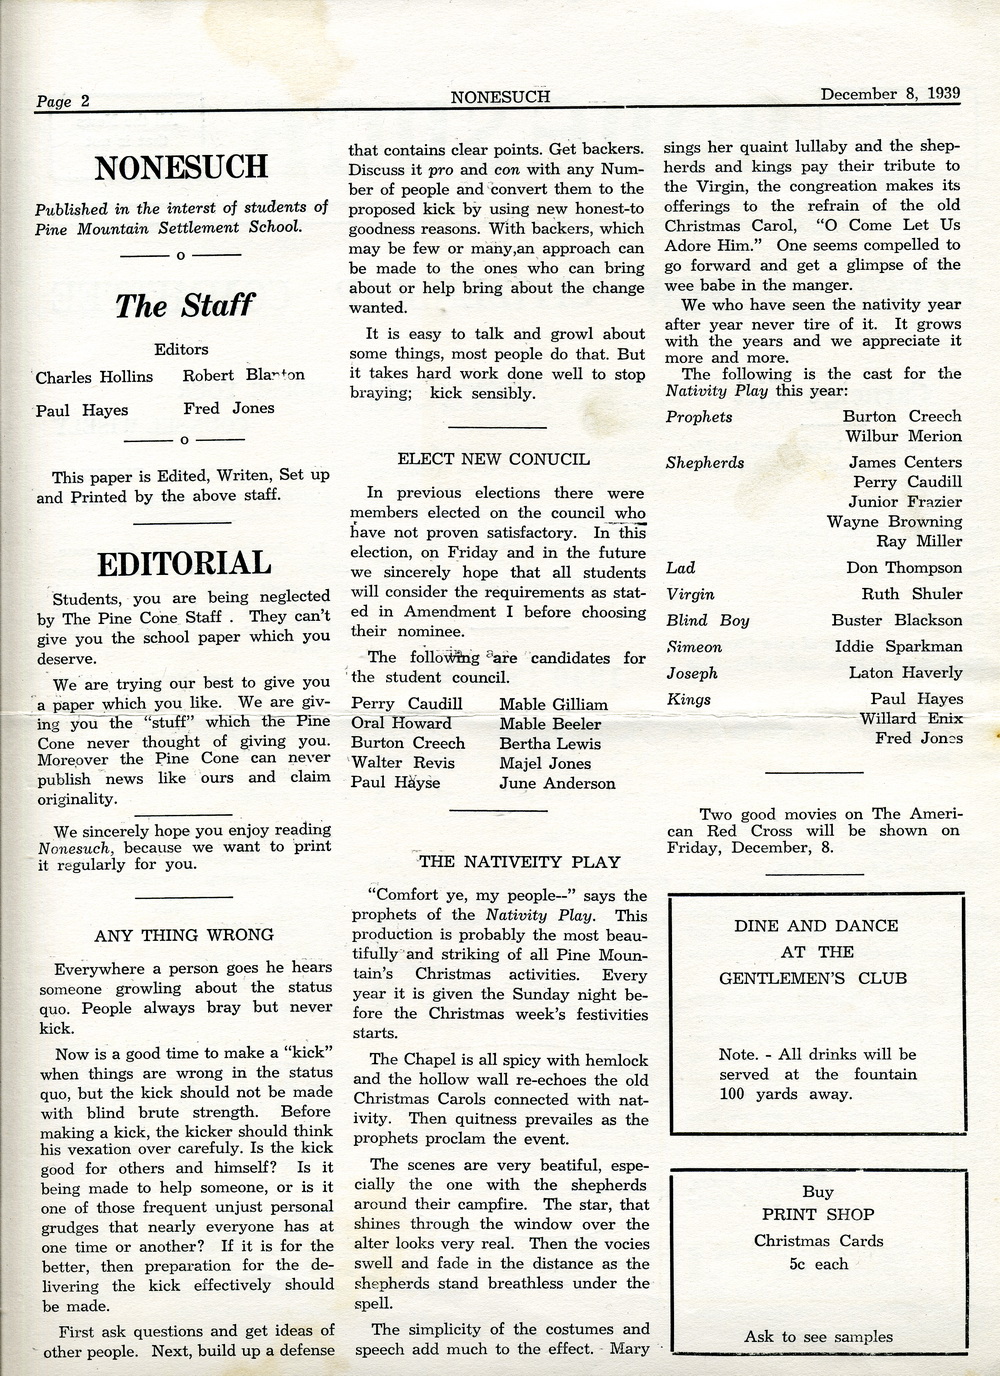 Page 2
NONESUCH
December 8, 1939
NONESUCH
Published in the interst of students of
Pine Mountain Settlement School.
o
The Staff
Editors
Charles Hollins Robert Blanton
Paul Hayes Fred Jones
o
This paper is Edited, Writen, Set up
and Printed by the above staff.
EDITORIAL
Students, you are being neglected
by The Pine Cone Staff . They can't
give you the school paper which you
deserve.
We are trying our best to give you
a paper which you like. We are giv-
ing you the "stuff" which the Pine
Cone never thought of giving you.
Moreover the Pine Cone can never
publish news like ours and claim
originality.
We sincerely hope you enjoy reading
Nonesuch, because we want to print
it regularly for you.
ANY THING WRONG
Everywhere a person goes he hears
someone growling about the status
quo. People always bray but never
kick.
Now is a good time to make a "kick"
when things are wrong in the status
quo, but the kick should not be made
with blind brute strength. Before
making a kick, the kicker should think
his vexation over carefuly. Is the kick
good for others and himself? Is it
being made to help someone, or is it
one of those frequent unjust personal
grudges that nearly everyone has at
one time or another? If it is for the
better, then preparation for the de-
livering the kick effectively should
be made.
First ask questions and get ideas of
other people. Next, build up a defense
that contains clear points. Get backers.
Discuss it pro and con with any Num-
ber of people and convert them to the
proposed kick by using new honest-to
goodness reasons. With backers, which
may be few or many,an approach can
be made to the ones who can bring
about or help bring about the change
wanted.
It is easy to talk and growl about
some things, most people do that. But
it takes hard work done well to stop
braying; kick sensibly.
ELECT NEW CONUCIL
In previous elections there were
members elected on the council who
have not proven satisfactory. In this
election, on Friday and in the future
we sincerely hope that all students
will consider the requirements as stat-
ed in Amendment I before choosing
their nominee.
The following are candidates for
the student council.
Perry Caudill Mable Gilliam
Oral Howard Mable Beeler
Burton Creech Bertha Lewis
Walter Revis Majel Jones
Paul Hayse June Anderson
THE NATIVEITY PLAY
"Comfort ye, my people--" says the
prophets of the Nativity Play. This
production is probably the most beau-
tifully and striking of all Pine Moun-
tain's Christmas activities. Every
year it is given the Sunday night be-
fore the Christmas week's festivities
starts.
The Chapel is all spicy with hemlock
and the hollow wall re-echoes the old
Christmas Carols connected with nat-
ivity. Then quitness prevailes as the
prophets proclam the event.
The scenes are very beatiful, espe-
cially the one with the shepherds
around their campfire. The star, that
shines through the window over the
alter looks very real. Then the vocies
swell and fade in the distance as the
shepherds stand breathless under the
spell.
The simplicity of the costumes and
speech add much to the effect. Mary
sings her quaint lullaby and the shep-
herds and kings pay their tribute to
the Virgin, the congreation makes its
offerings to the refrain of the old
Christmas Carol, "O Come Let Us
Adore Him." One seems compelled to
go forward and get a glimpse of the
wee babe in the manger.
We who have seen the nativity year
after year never tire of it. It grows
with the years and we appreciate it
more and more.
The following is the cast for the
Nativity Play this year:
Prophets Burton Creech
Wilbur Merion
Shepherds James Centers
Perry Caudill
Junior Frazier
Wayne Browning
Ray Miller
Lad Don Thompson
Virgin Ruth Shuler
Blind Boy Buster Blackson
Simeon Iddie Sparkman
Joseph Laton Haverly
Kings Paul Hayes
Willard Enix
Fred Jones
Two good movies on The Ameri-
can Red Cross will be shown on
Friday, December, 8.
DINE AND DANCE
AT THE
GENTLEMEN'S CLUB
Note. - All drinks will be
served at the fountain
100 yards away.
Buy
PRINT SHOP
Christmas Cards
5c each
Ask to see samples